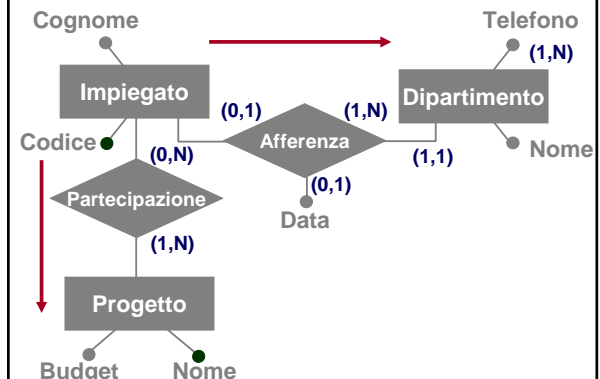 Cognome
Telefono
(1,N)
Impiegato
Dipartimento
(0,1)
(1,N)
Codice
Afferenza
Nome
(0,N)
(1,1)
(0,1)
Partecipazione
Data
(1,N)
Progetto
Budget
Nome